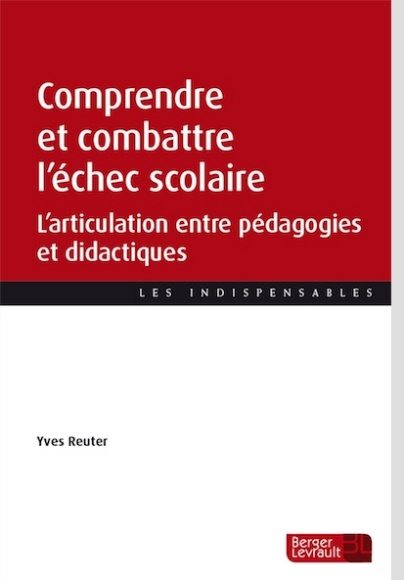 Comprendre
et combattre
l'échec scolaire
L'articulation entre pédagogies
et didactiques
LES INDISPENSABLES
Yves Reuter
Berger
Levrault
BL